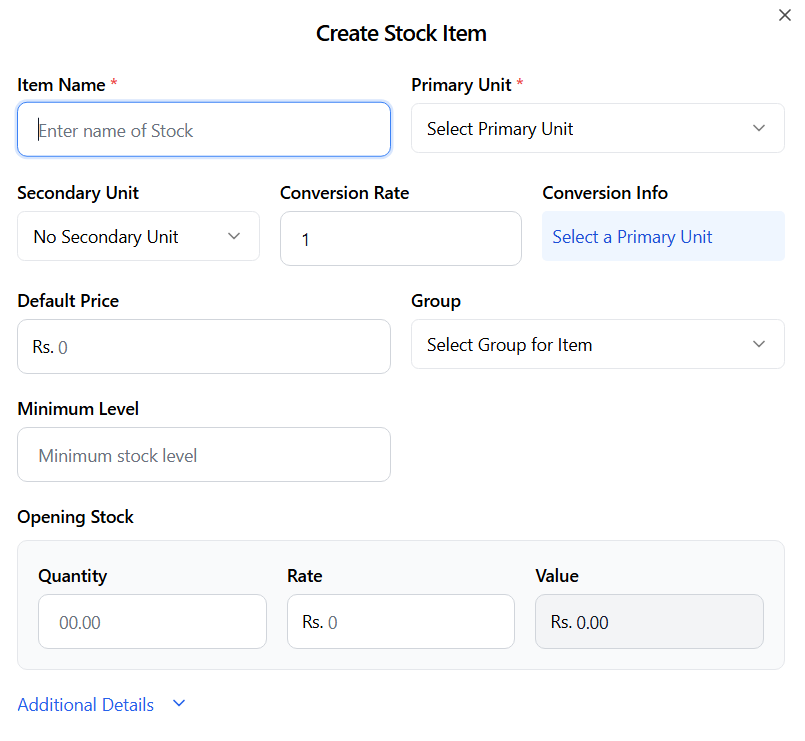 Create Stock Item
Item Name *
Primary Unit *
Enter name of Stock
Select Primary Unit
Secondary Unit
Conversion Rate
Conversion Info
No Secondary Unit
1
Select a Primary Unit
Default Price
Group
Rs. 0
Select Group for Item
Minimum Level
Minimum stock level
Opening Stock
Quantity
Rate
Value
00.00
Rs. 0
Rs. 0.00
Additional Details